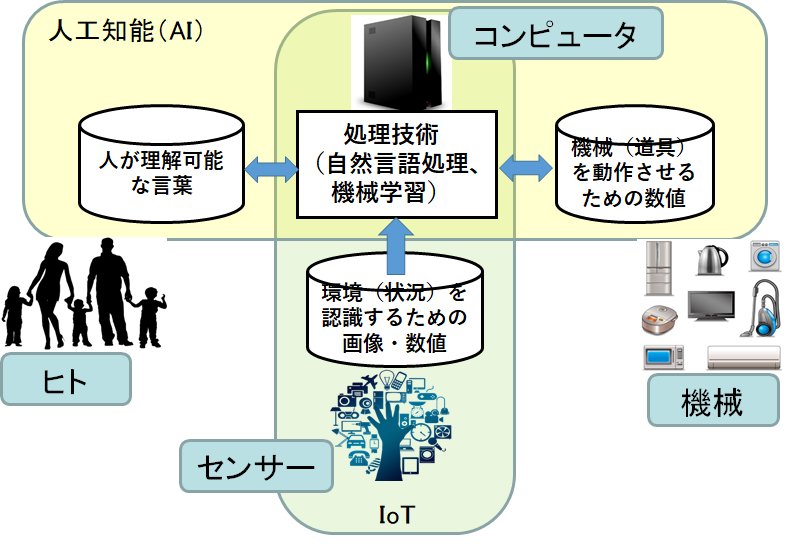 人工知能（AI）
コンピュータ
人が理解可能
な言葉
処理技術
（自然言語処理、
機械学習）
機械（道具）
を動作させる
ための数値
環境（状況）を
認識するための
画像・数値
ヒト
機械
センサー
IoT